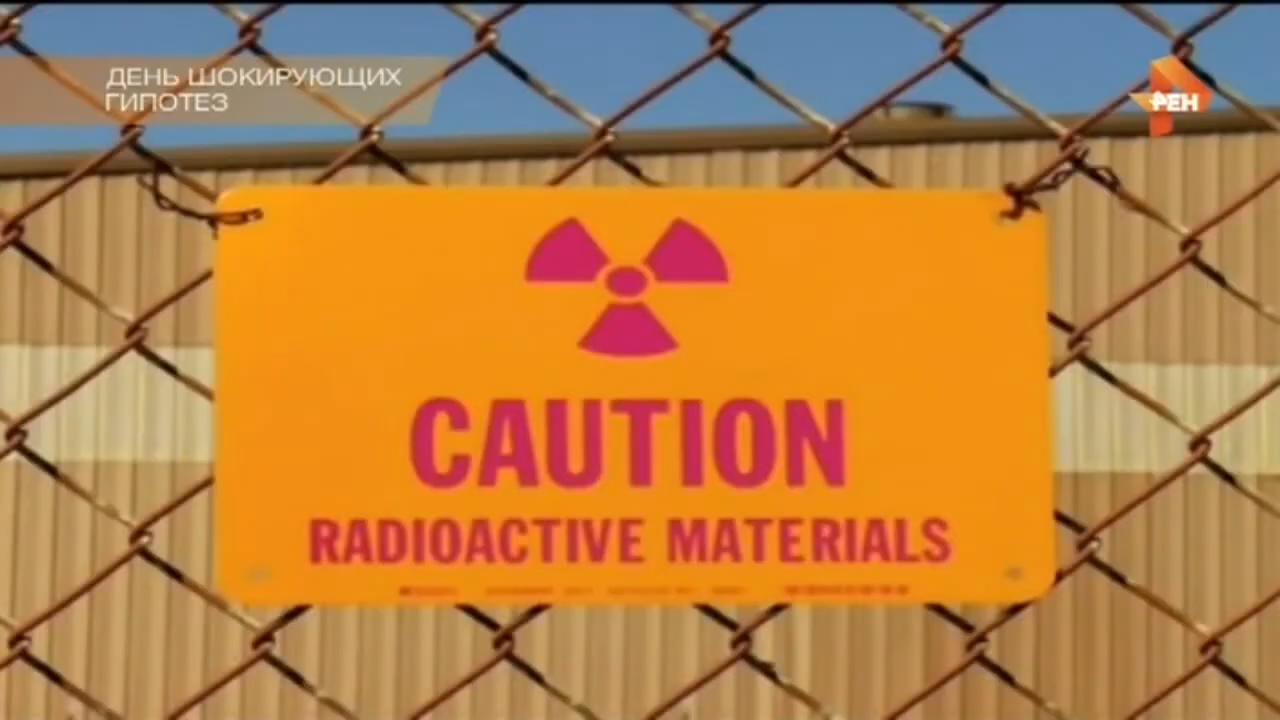 ДЕНЬ ШОКИРУЮЩИХ
ГИПОТЕЗ
РЕН
CAUTION
RADIOACTIVE MATERIALS